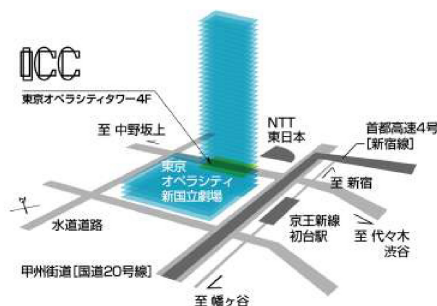 ICC
東京オペラシティタワー4F
至 中野坂上
NTT
東日本
首都高速4号
[新宿線]
東京
オペラシティ
新国立劇場
至 新宿
水道道路
京王新線
初台駅
至 代々木
渋谷
甲州街道[国道20号線]
至 幡ヶ谷